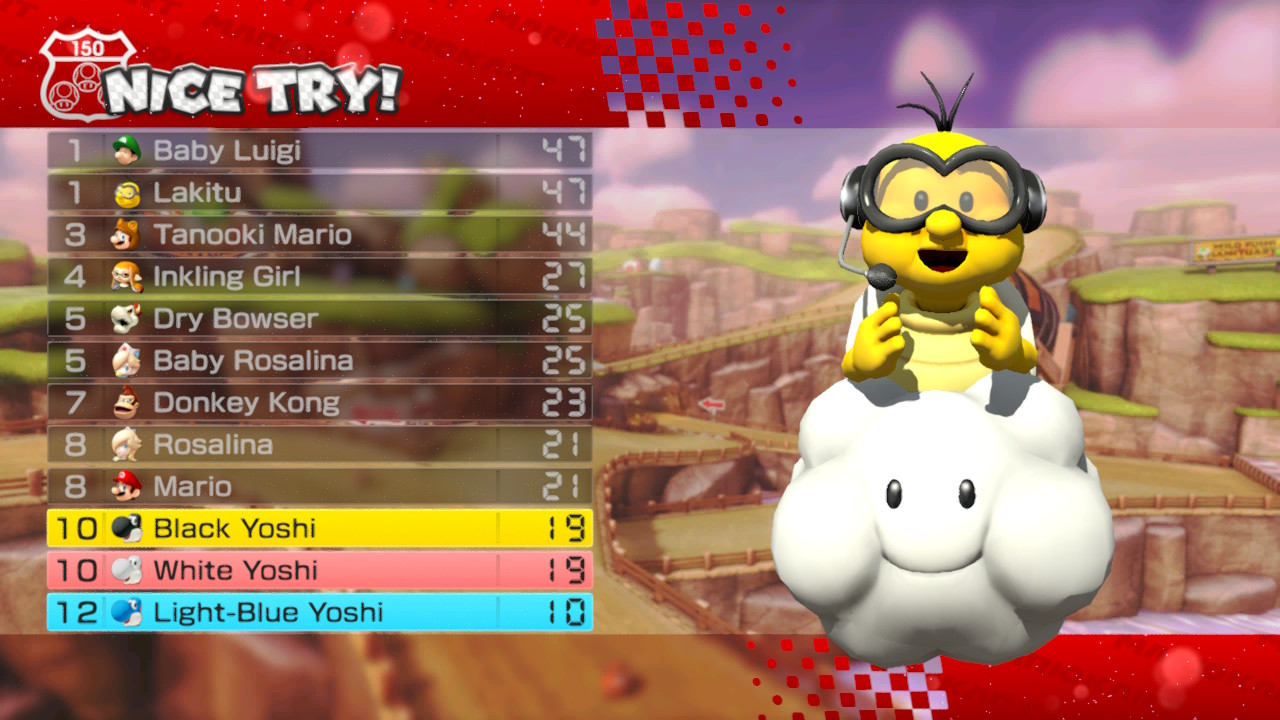 150
NICE TRY!
1 Baby Luigi 47
1 Lakitu 47
3 Tanooki Mario 44
4 Inkling Girl 27
5 Dry Bowser 25
5 Baby Rosalina 25
7 Donkey Kong 23
8 Rosalina 21
8 Mario 21
10 Black Yoshi 19
10 White Yoshi 19
12 Light-Blue Yoshi 10